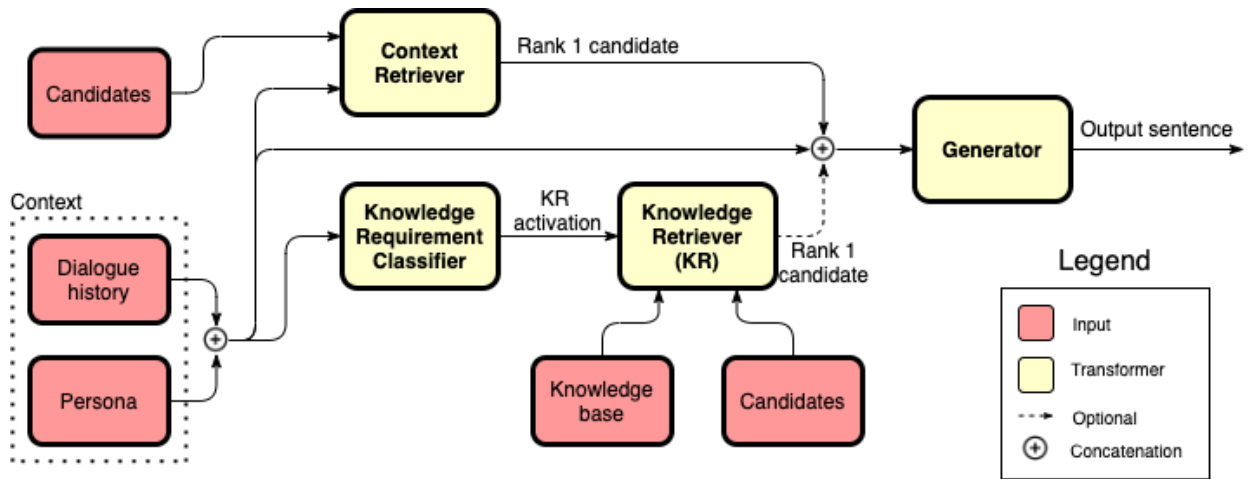 Candidates
Context
Retriever
Rank 1 candidate
Generator
Output sentence
Context
Dialogue
history
Persona
Knowledge
Requirement
Classifier
KR
activation
Knowledge
Retriever
(KR)
Rank 1
candidate
Knowledge
base
Candidates
Legend
Input
Transformer
Optional
Concatenation